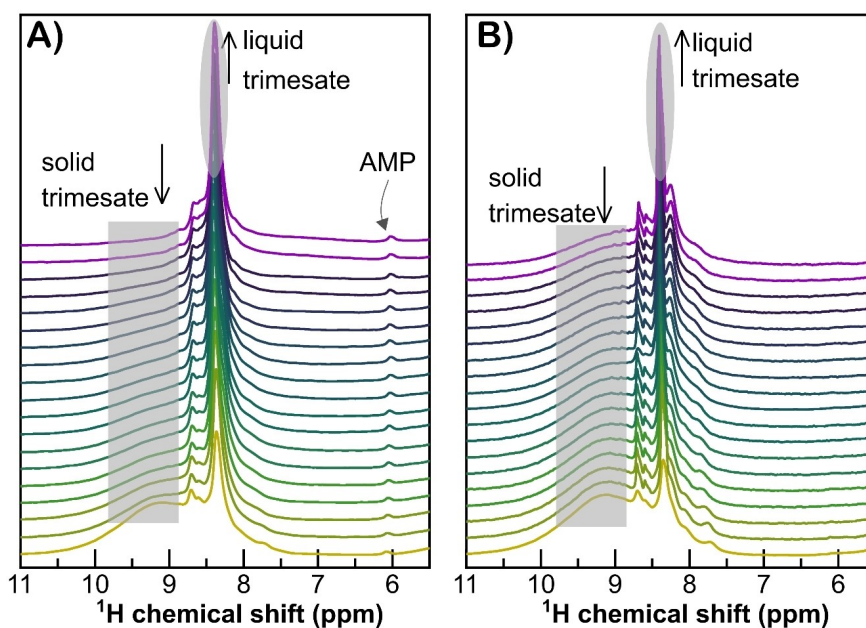 A)
liquid
trimesate
solid
trimesate
AMP
11 10 9 8 7 6
¹H chemical shift (ppm)
B)
liquid
trimesate
solid
trimesate
11 10 9 8 7 6
¹H chemical shift (ppm)